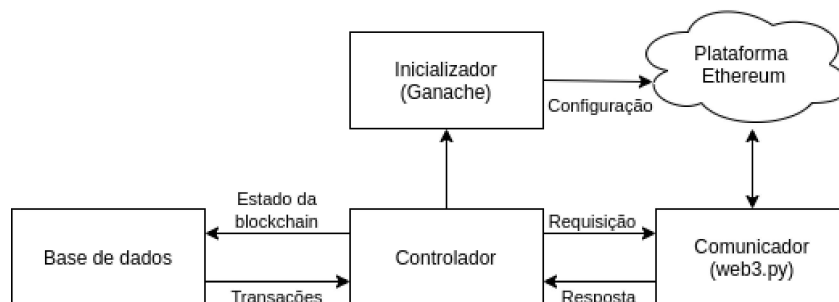 Plataforma
Ethereum
Inicializador
(Ganache)
Configuração
Estado da
blockchain
Requisição
Base de dados
Controlador
Comunicador
(web3.py)
Transações
Resposta